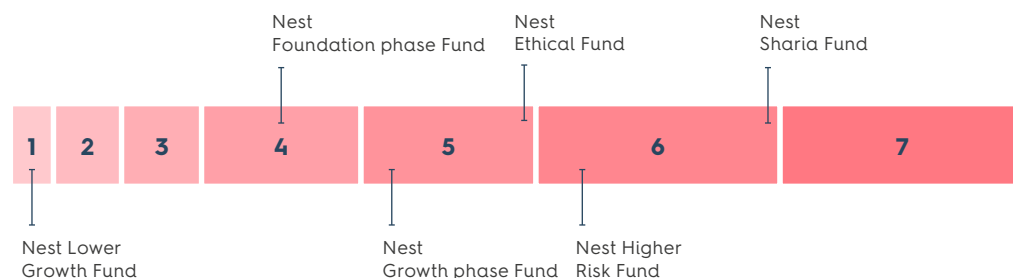 Nest
Foundation phase Fund
Nest
Ethical Fund
Nest
Sharia Fund
1
2
3
4
5
6
7
Nest Lower
Growth Fund
Nest
Growth phase Fund
Nest Higher
Risk Fund